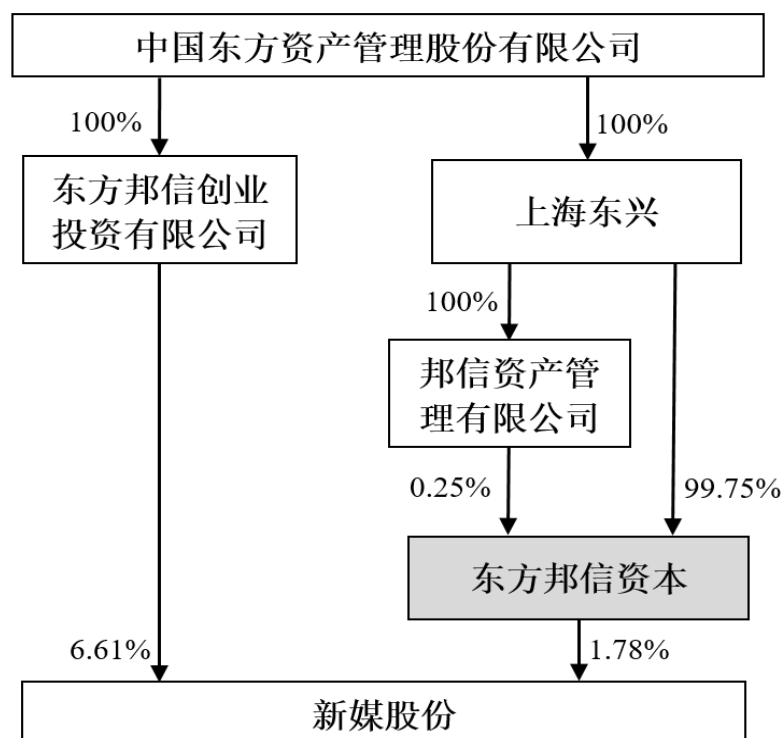 中国东方资产管理股份有限公司
100%
100%
东方邦信创业
投资有限公司
上海东兴
100%
邦信资产管
理有限公司
0.25%
99.75%
东方邦信资本
6.61%
1.78%
新媒股份